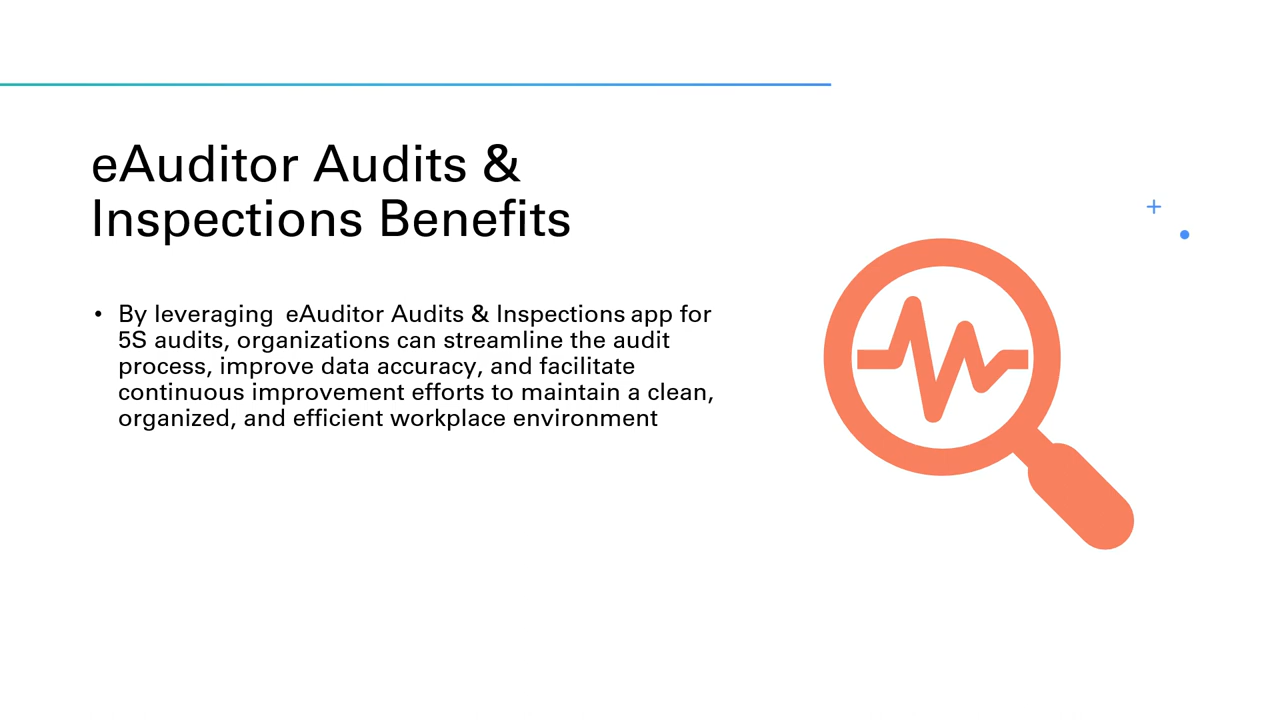 eAuditor Audits &
Inspections Benefits
• By leveraging  eAuditor Audits & Inspections app for
5S audits, organizations can streamline the audit
process, improve data accuracy, and facilitate
continuous improvement efforts to maintain a clean,
organized, and efficient workplace environment